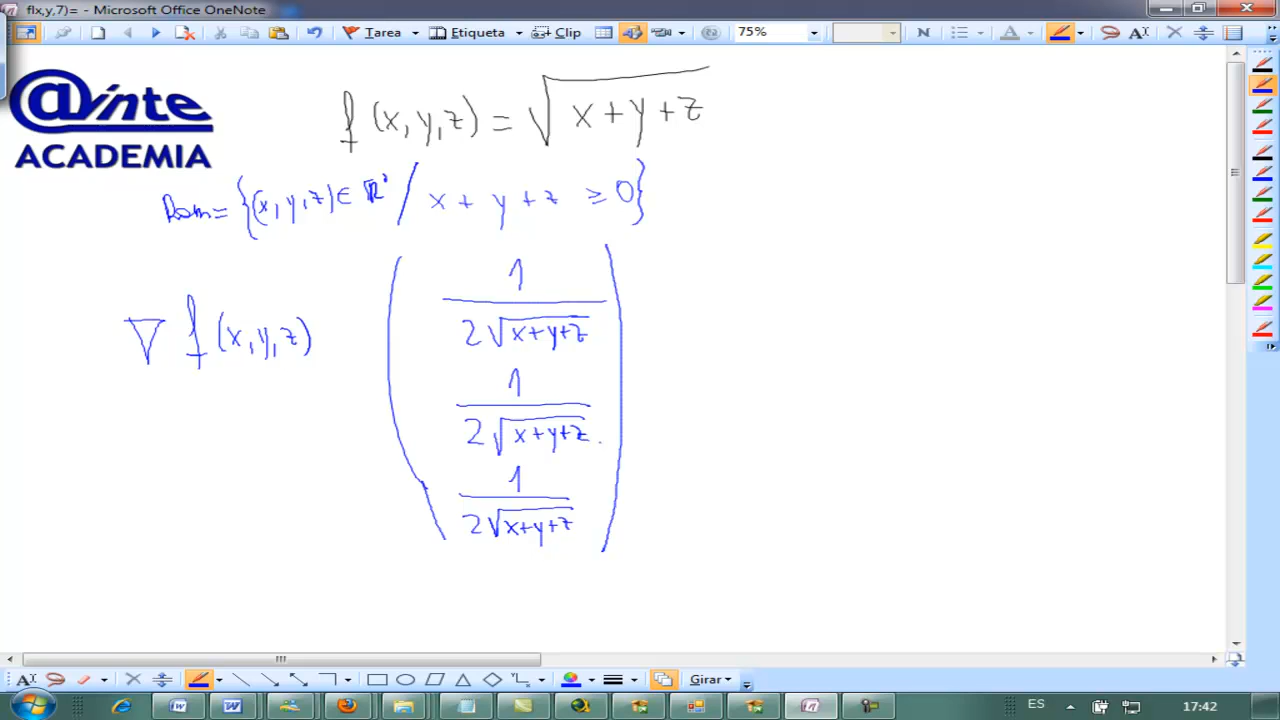 f(x,y,7)= - Microsoft Office OneNote
Tarea Etiqueta Clip 75% N A
@inte
ACADEMIA
f(x,y,z) = √x+y+z
Dom= {(x,y,z)∈ℝ³ / x + y + z ≥ 0}
∇ f(x,y,z)
1
2√x+y+z
1
2√x+y+z.
1
2√x+y+z
Girar
ES 17:42